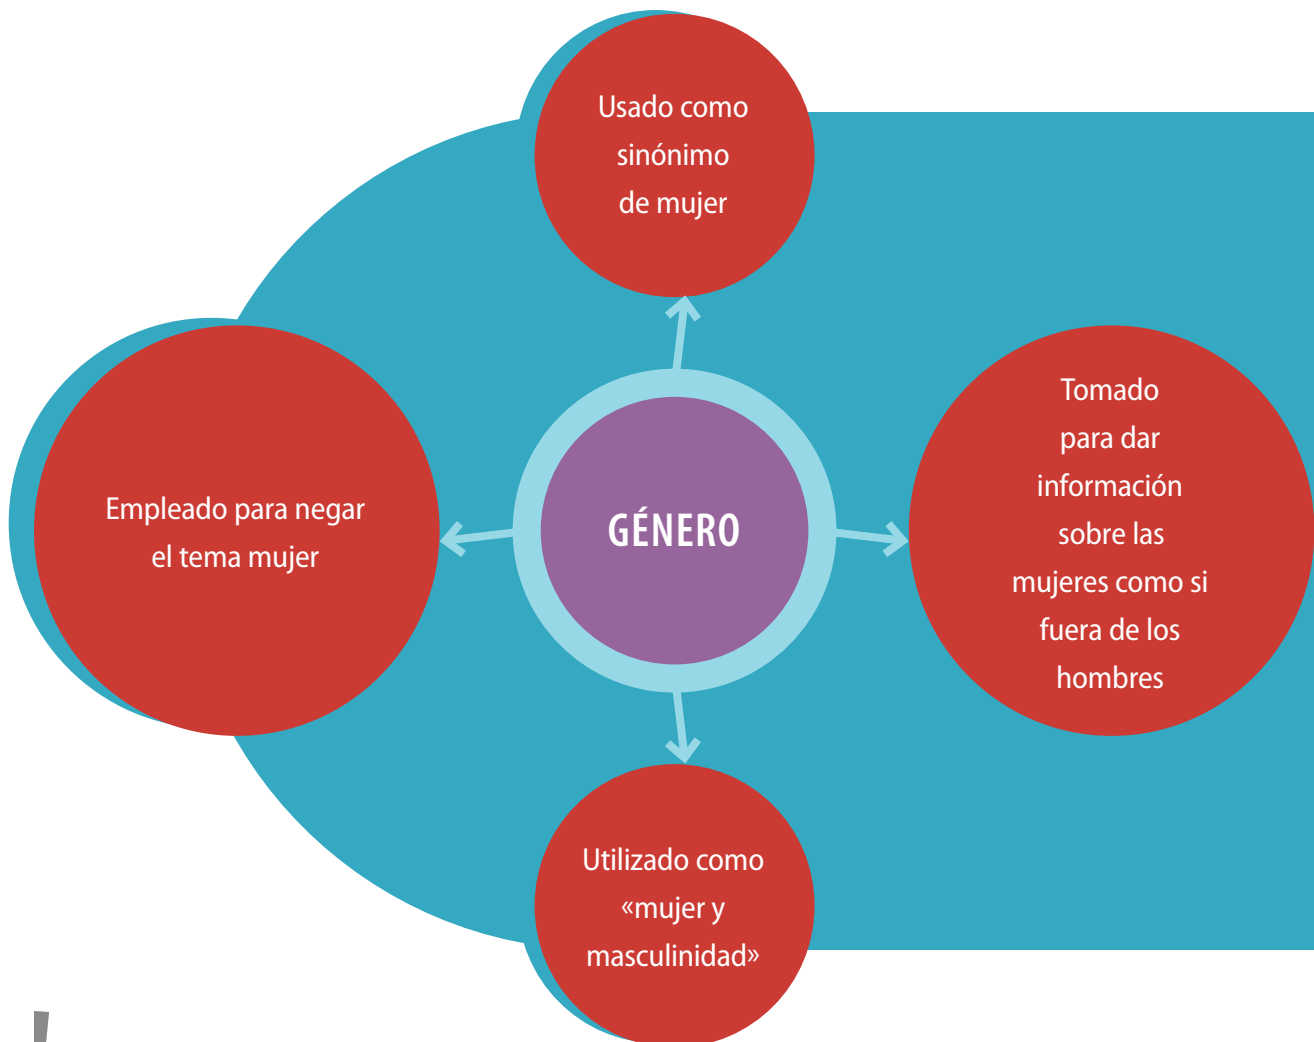 Usado como
sinónimo
de mujer
Empleado para negar
el tema mujer
GÉNERO
Tomado
para dar
información
sobre las
mujeres como si
fuera de los
hombres
Utilizado como
«mujer y
masculinidad»